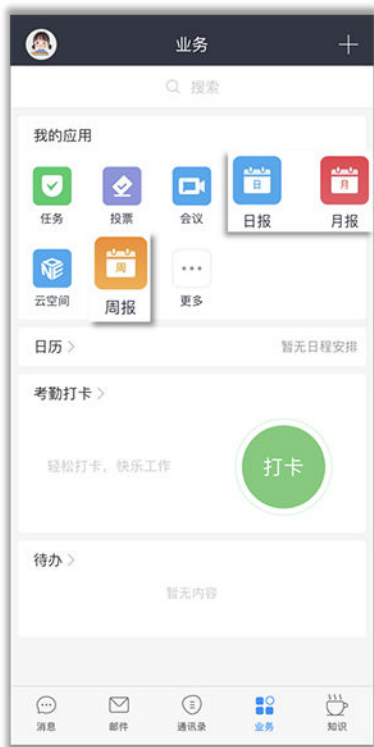 业务
搜索
我的应用
日
月
任务
投票
会议
日报
月报
周
云空间
周报
更多
日历
暂无日程安排
考勤打卡
轻松打卡，快乐工作
打卡
待办
暂无内容
消息
邮件
通讯录
业务
知识